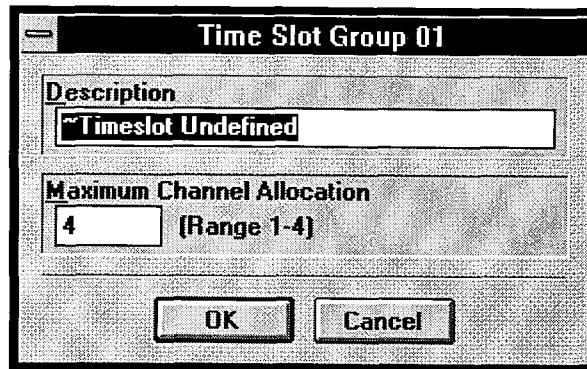 Time Slot Group 01
Description
~Timeslot Undefined
Maximum Channel Allocation
4 (Range 1-4)
OK Cancel